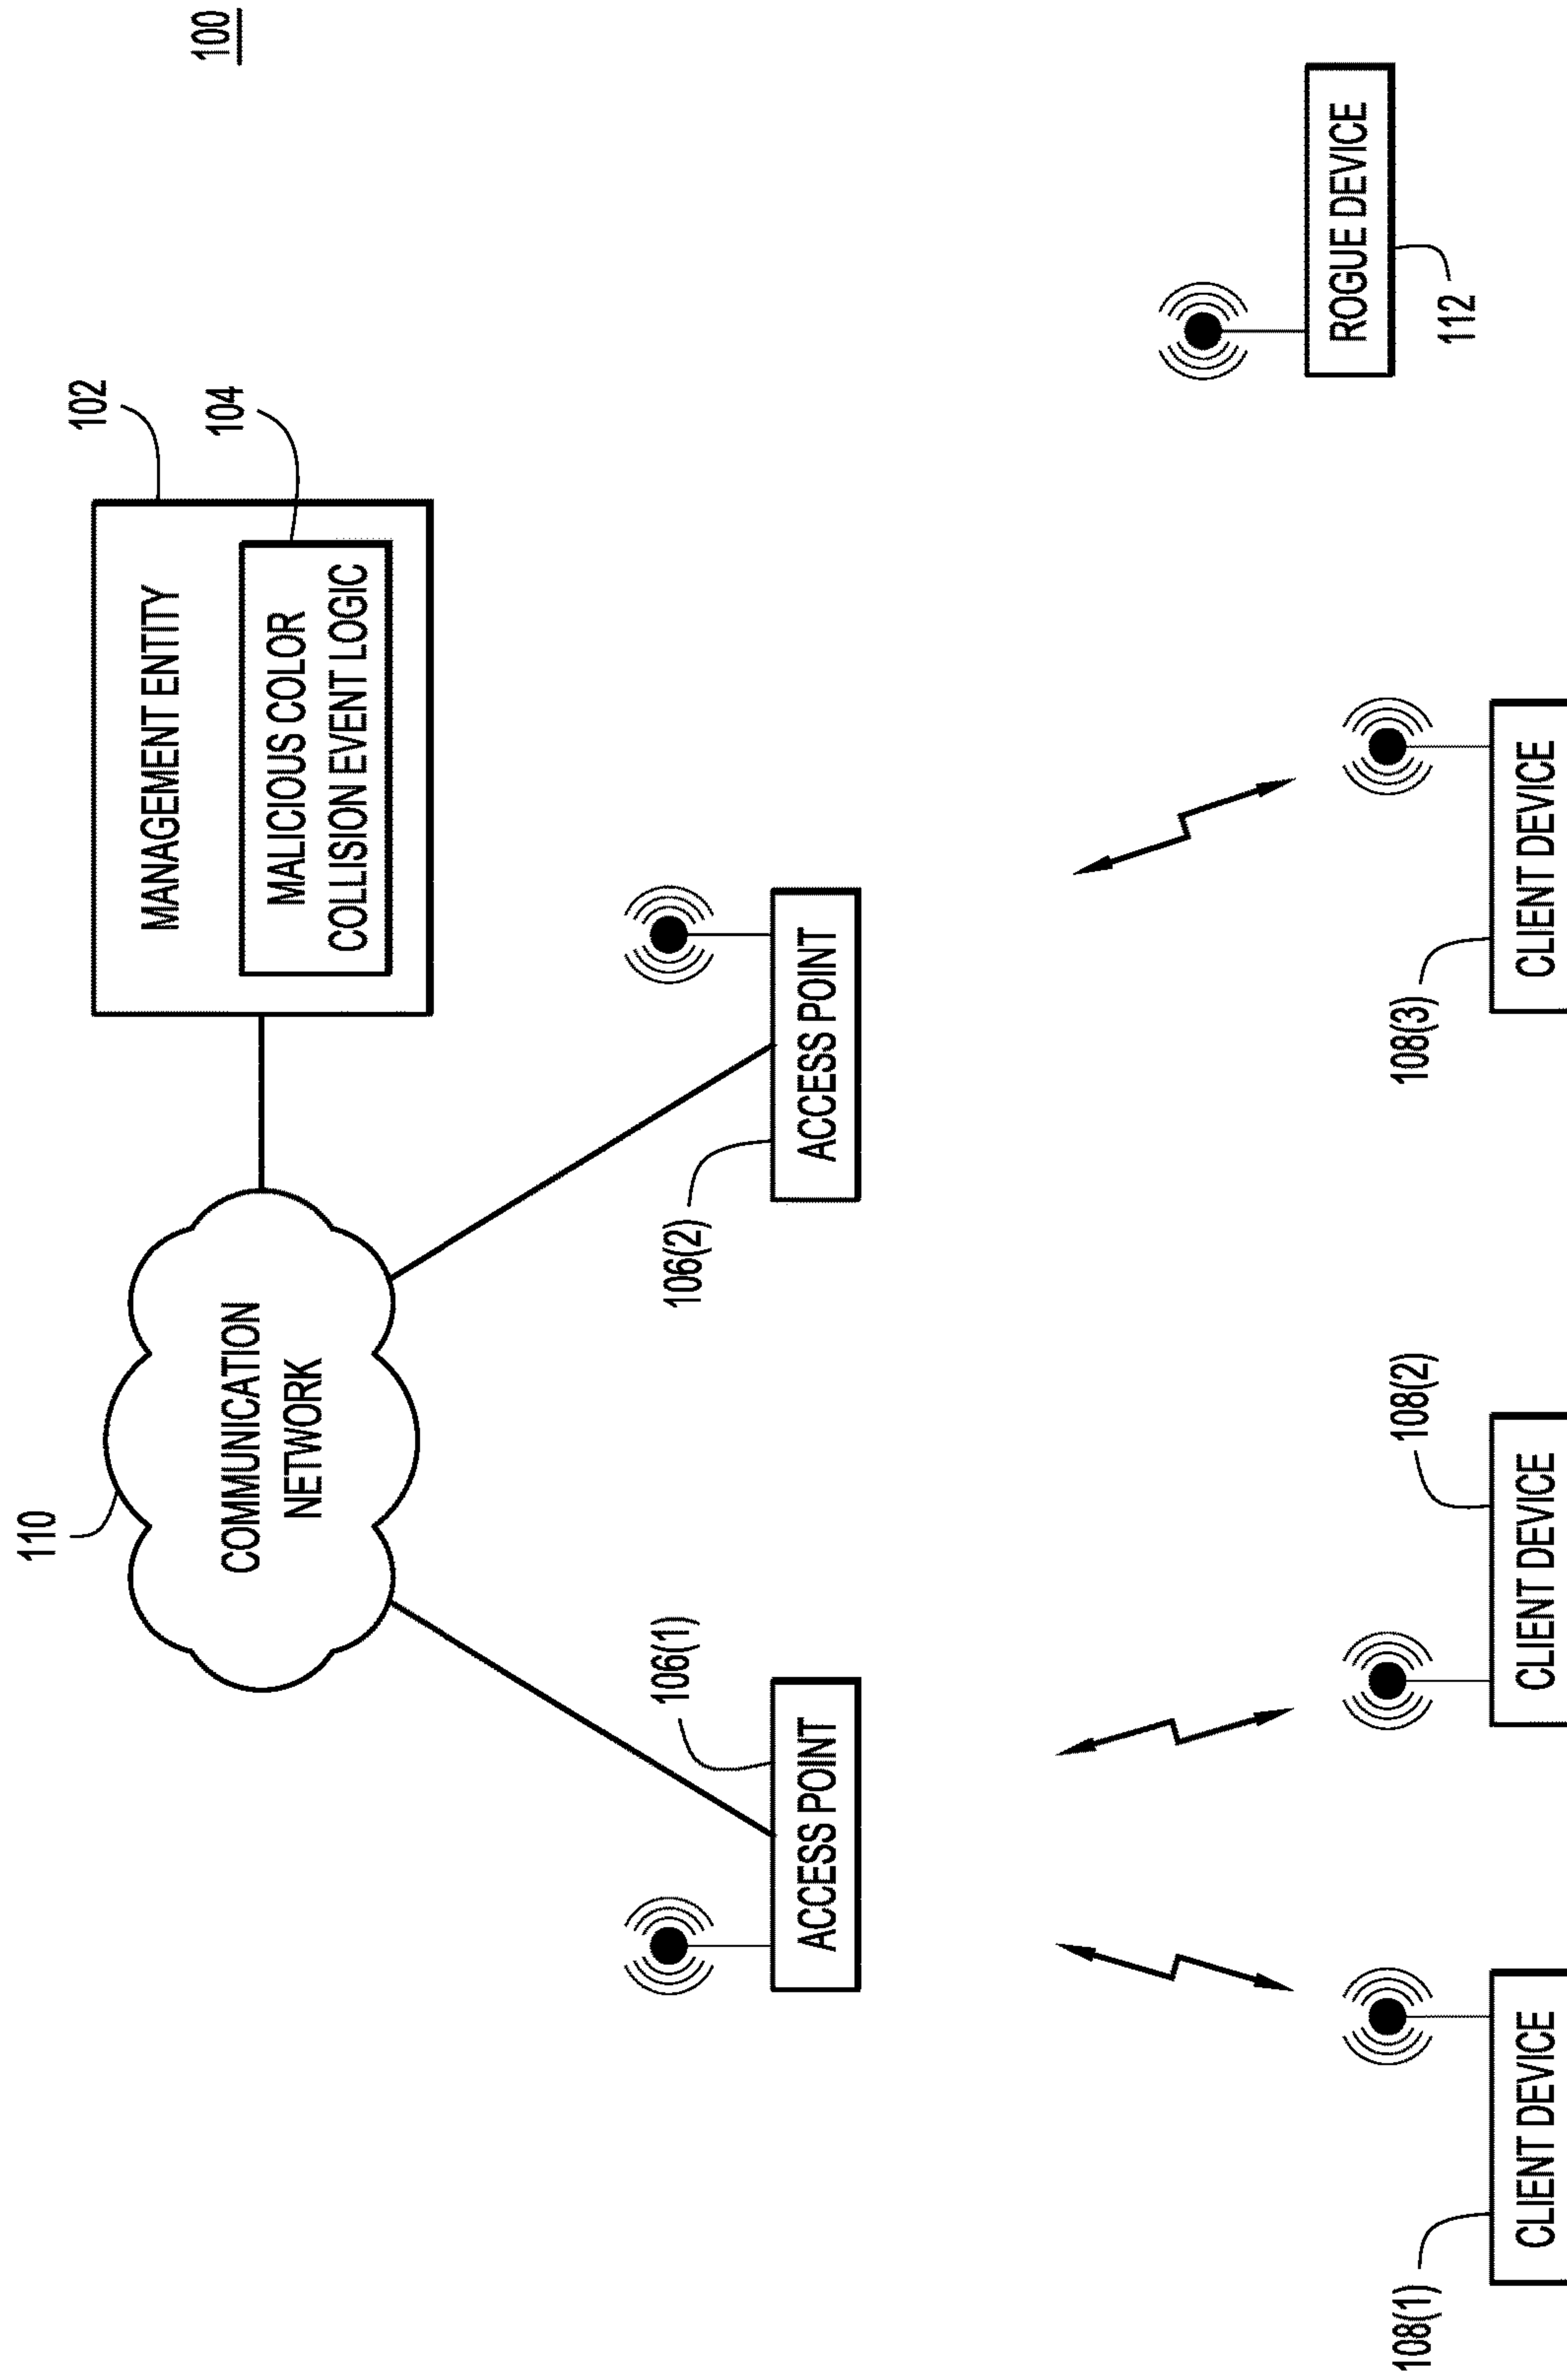 100
110
COMMUNICATION
NETWORK
102
MANAGEMENT ENTITY
104
MALICIOUS COLOR
COLLISION EVENT LOGIC
106(1)
ACCESS POINT
106(2)
ACCESS POINT
108(1)
CLIENT DEVICE
108(2)
CLIENT DEVICE
108(3)
CLIENT DEVICE
ROGUE DEVICE
112